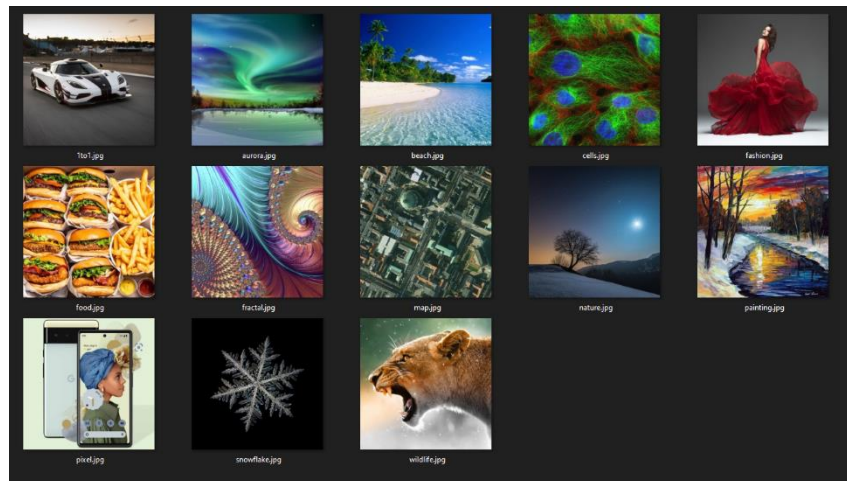 1to1.jpg
aurora.jpg
beach.jpg
cells.jpg
fashion.jpg
food.jpg
fractal.jpg
map.jpg
nature.jpg
painting.jpg
pixel.jpg
snowflake.jpg
wildlife.jpg